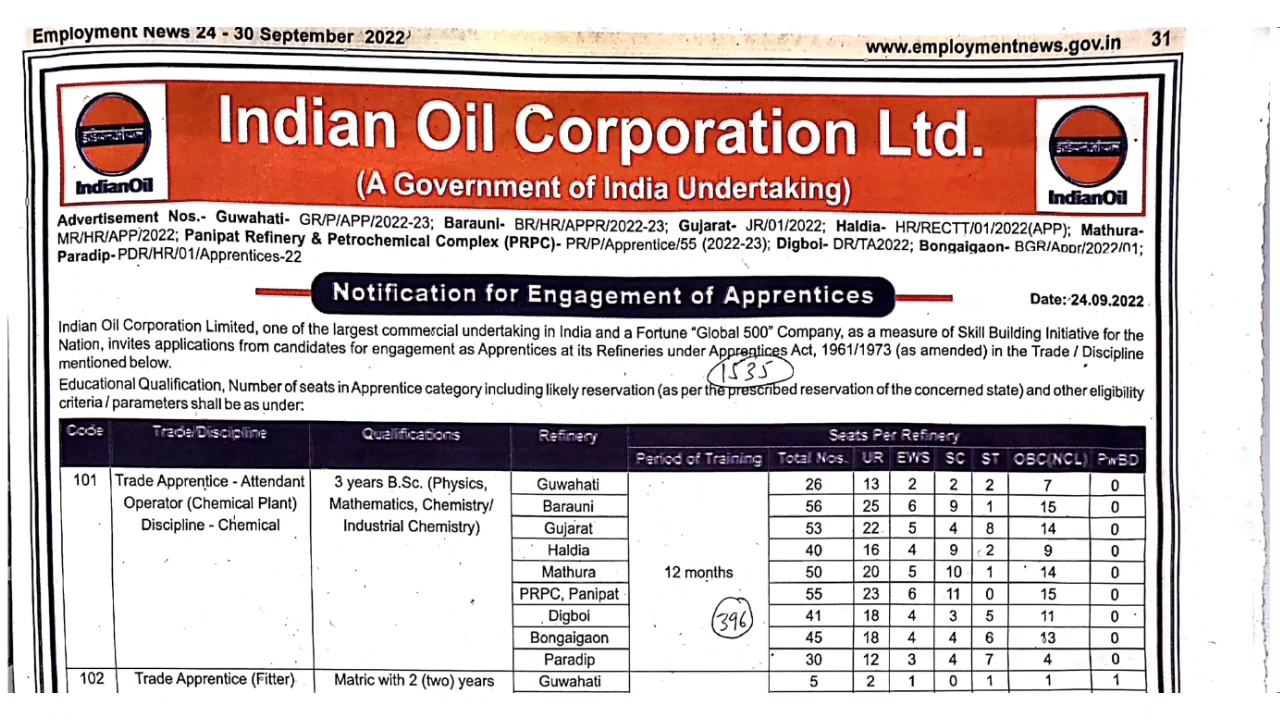 Employment News 24 - 30 September 2022
www.employmentnews.gov.in 31
Indian Oil Corporation Ltd.
(A Government of India Undertaking)
इंडियनऑयल
IndianOil
इंडियनऑयल
IndianOil
Advertisement Nos.- Guwahati- GR/P/APP/2022-23; Barauni- BR/HR/APPR/2022-23; Gujarat- JR/01/2022; Haldia- HR/RECTT/01/2022(APP); Mathura-
MR/HR/APP/2022; Panipat Refinery & Petrochemical Complex (PRPC)- PR/P/Apprentice/55 (2022-23); Digboi- DR/TA2022; Bongaigaon- BGR/Appr/2022/01;
Paradip- PDR/HR/01/Apprentices-22
Notification for Engagement of Apprentices
Date: 24.09.2022
Indian Oil Corporation Limited, one of the largest commercial undertaking in India and a Fortune “Global 500” Company, as a measure of Skill Building Initiative for the
Nation, invites applications from candidates for engagement as Apprentices at its Refineries under Apprentices Act, 1961/1973 (as amended) in the Trade / Discipline
mentioned below.
1535
Educational Qualification, Number of seats in Apprentice category including likely reservation (as per the prescribed reservation of the concerned state) and other eligibility
criteria / parameters shall be as under:
Code Trade/Discipline Qualifications Refinery Seats Per Refinery
Period of Training Total Nos. UR EWS SC ST OBC(NCL) PwBD
101 Trade Apprentice - Attendant 3 years B.Sc. (Physics, Guwahati 26 13 2 2 2 7 0
Operator (Chemical Plant) Mathematics, Chemistry/ Barauni 56 25 6 9 1 15 0
Discipline - Chemical Industrial Chemistry) Gujarat 53 22 5 4 8 14 0
Haldia 40 16 4 9 2 9 0
Mathura 12 months 50 20 5 10 1 14 0
PRPC, Panipat 55 23 6 11 0 15 0
Digboi 396 41 18 4 3 5 11 0
Bongaigaon 45 18 4 4 6 13 0
Paradip 30 12 3 4 7 4 0
102 Trade Apprentice (Fitter) Matric with 2 (two) years Guwahati 5 2 1 0 1 1 1